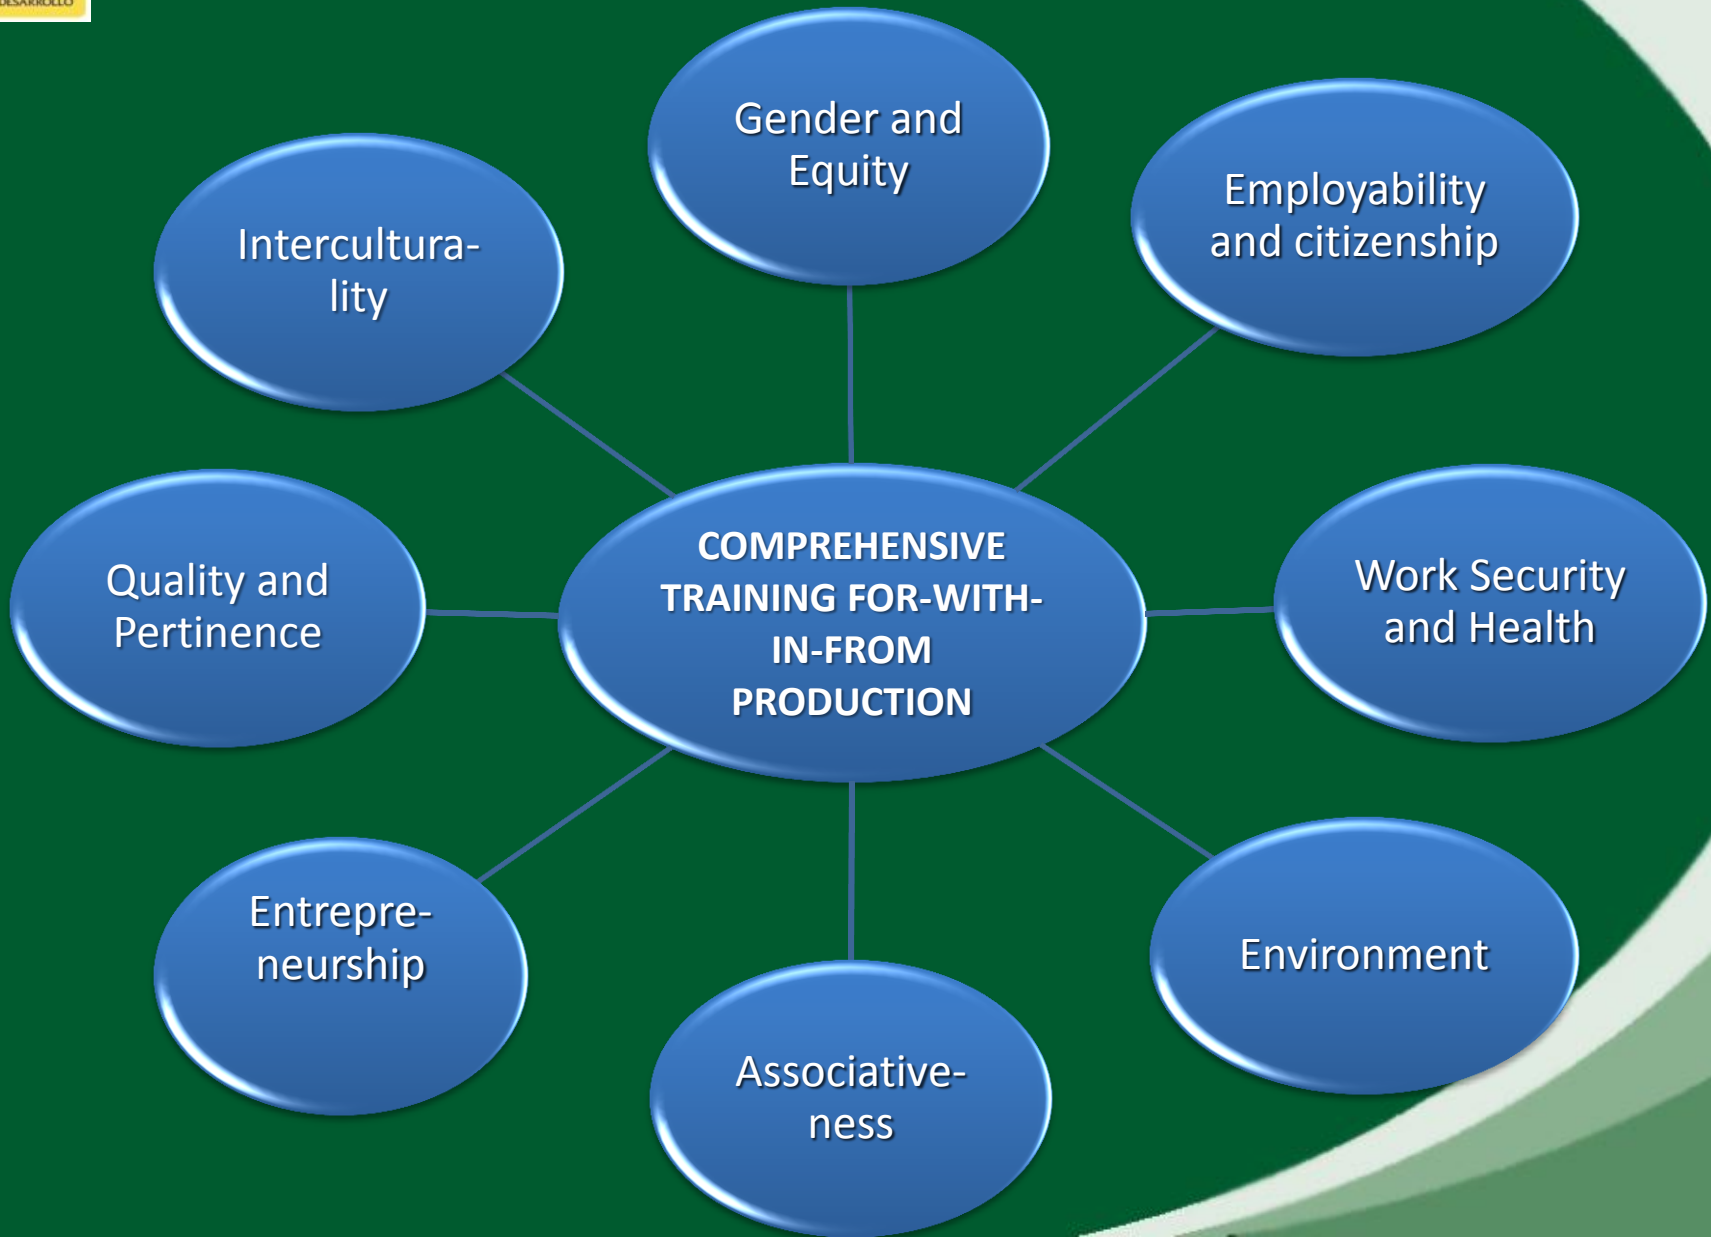 DESARROLLO
Gender and
Equity
Employability
and citizenship
Intercultura-
lity
Quality and
Pertinence
COMPREHENSIVE
TRAINING FOR-WITH-
IN-FROM
PRODUCTION
Work Security
and Health
Entrepre-
neurship
Environment
Associative-
ness